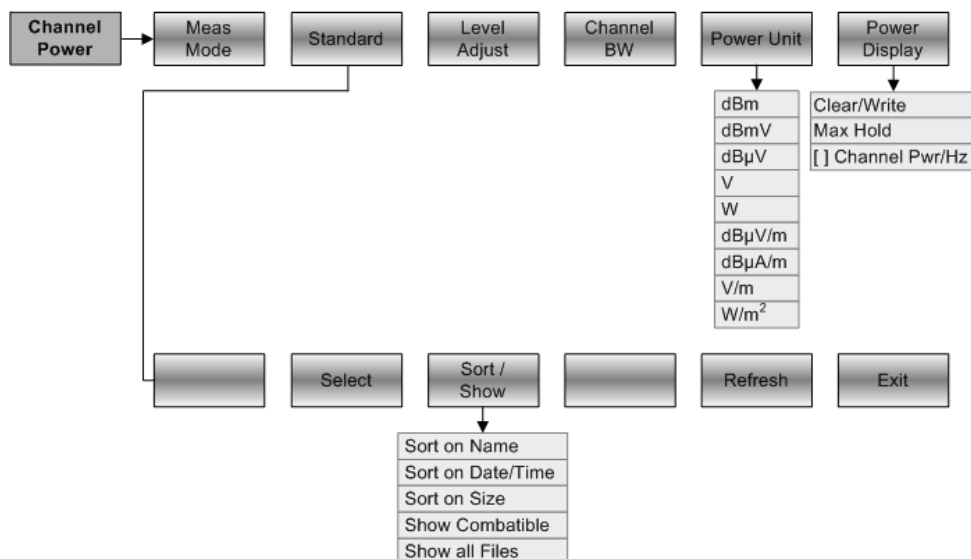 Channel
Power
Meas
Mode
Standard
Level
Adjust
Channel
BW
Power Unit
Power
Display
dBm
dBmV
dBµV
V
W
dBµV/m
dBµA/m
V/m
W/m²
Clear/Write
Max Hold
[ ] Channel Pwr/Hz
Select
Sort /
Show
Refresh
Exit
Sort on Name
Sort on Date/Time
Sort on Size
Show Combatible
Show all Files